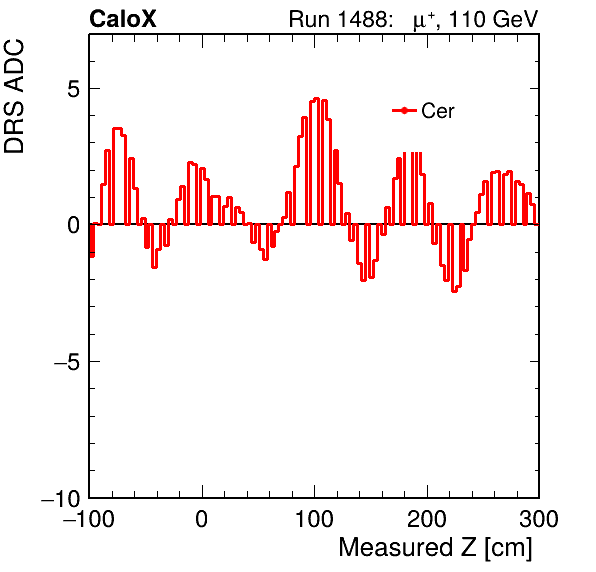 CaloX Run 1488: μ⁺, 110 GeV
DRS ADC
Cer
5
0
−5
−10
−100 0 100 200 300
Measured Z [cm]